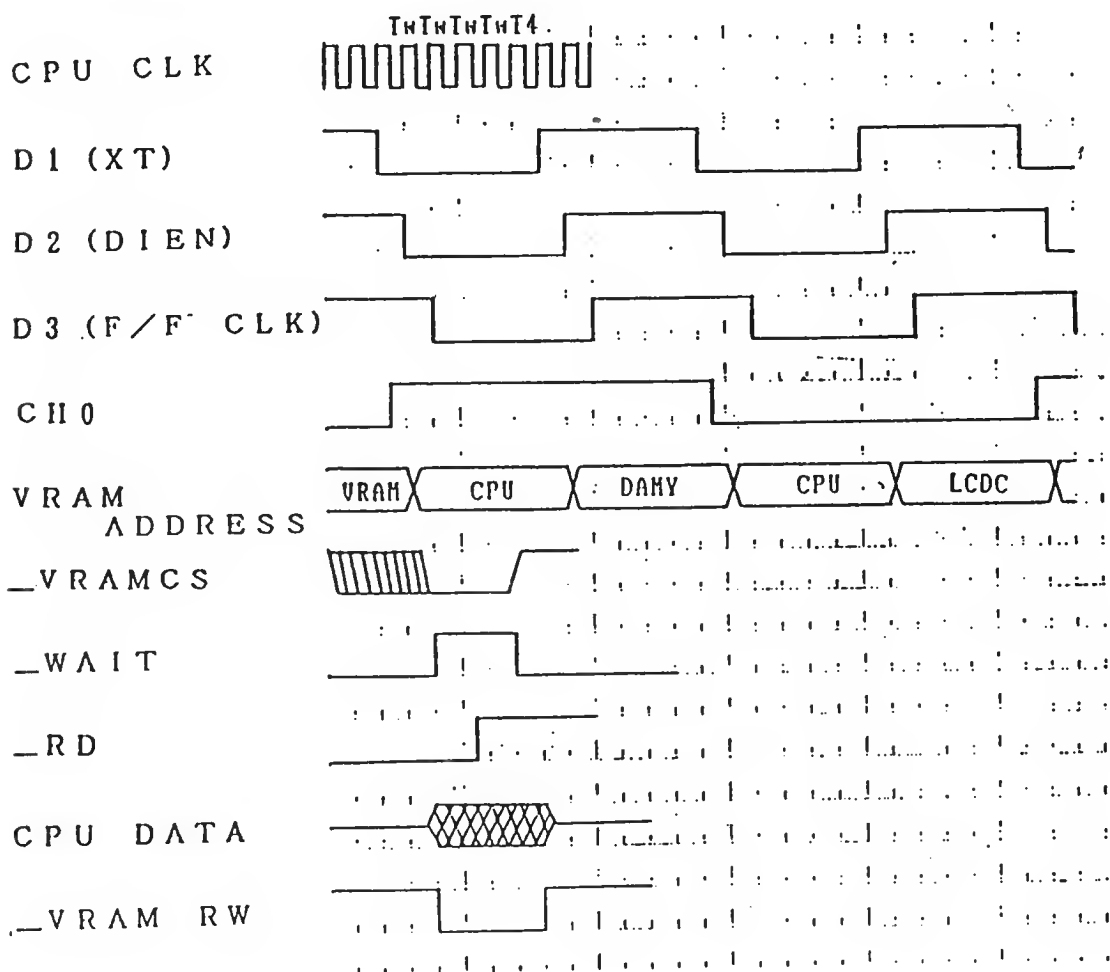 TWTWTWTWT4.
CPU CLK
D1 (XT)
D2 (DIEN)
D3 (F/F CLK)
CH0
VRAM
ADDRESS
VRAM CPU DAMY CPU LCDC
_VRAMCS
_WAIT
_RD
CPU DATA
_VRAM RW